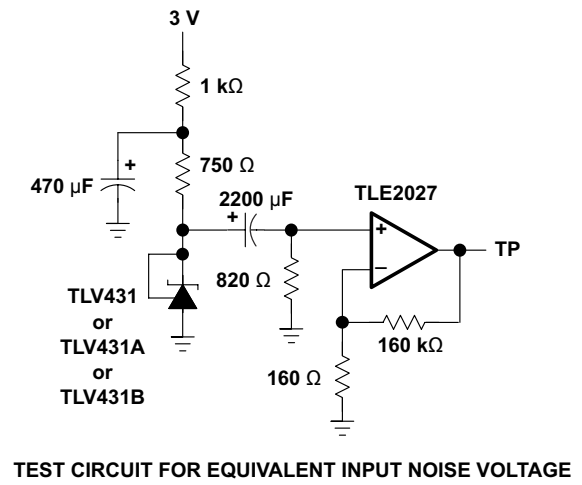 3 V
1 kΩ
470 µF
+
750 Ω
2200 µF
+
TLE2027
+
−
TP
820 Ω
TLV431
or
TLV431A
or
TLV431B
160 kΩ
160 Ω
TEST CIRCUIT FOR EQUIVALENT INPUT NOISE VOLTAGE